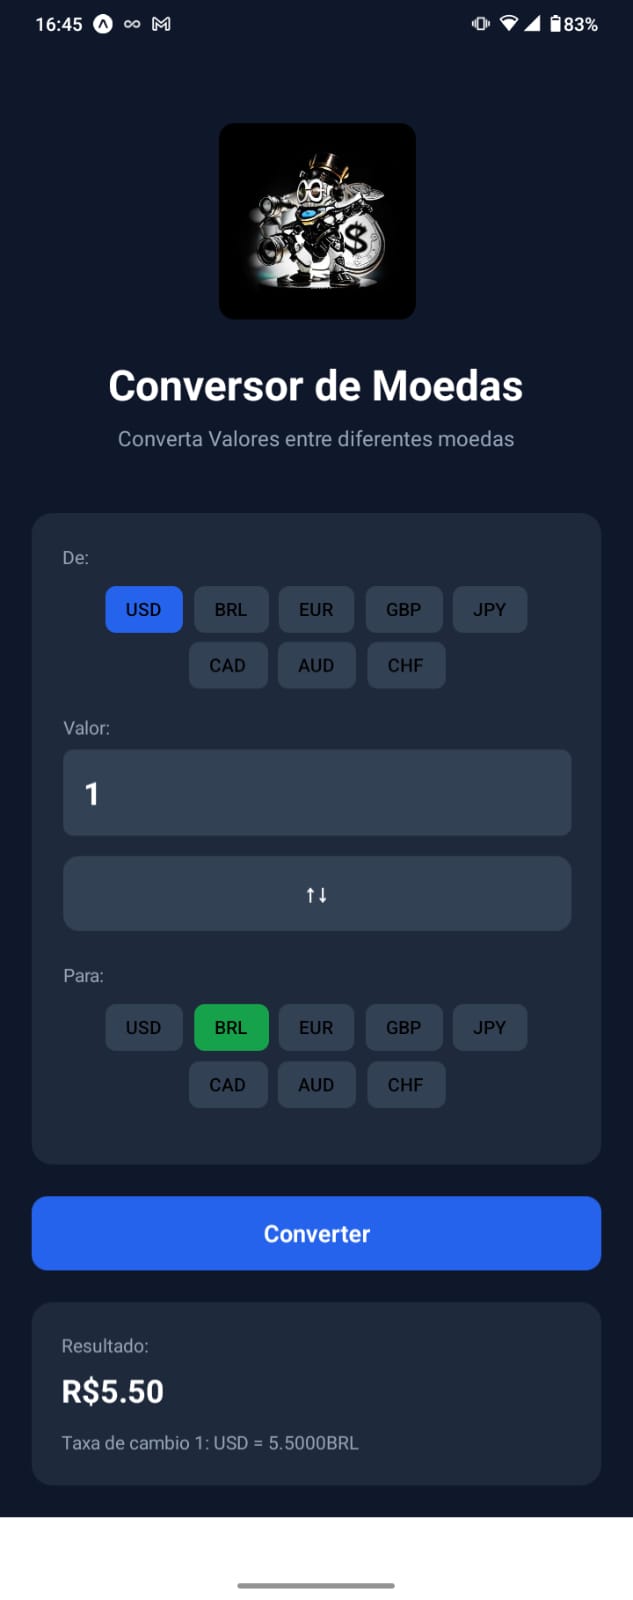 16:45 83%
$
Conversor de Moedas
Converta Valores entre diferentes moedas
De:
USD BRL EUR GBP JPY
CAD AUD CHF
Valor:
1
↑↓
Para:
USD BRL EUR GBP JPY
CAD AUD CHF
Converter
Resultado:
R$5.50
Taxa de cambio 1: USD = 5.5000BRL